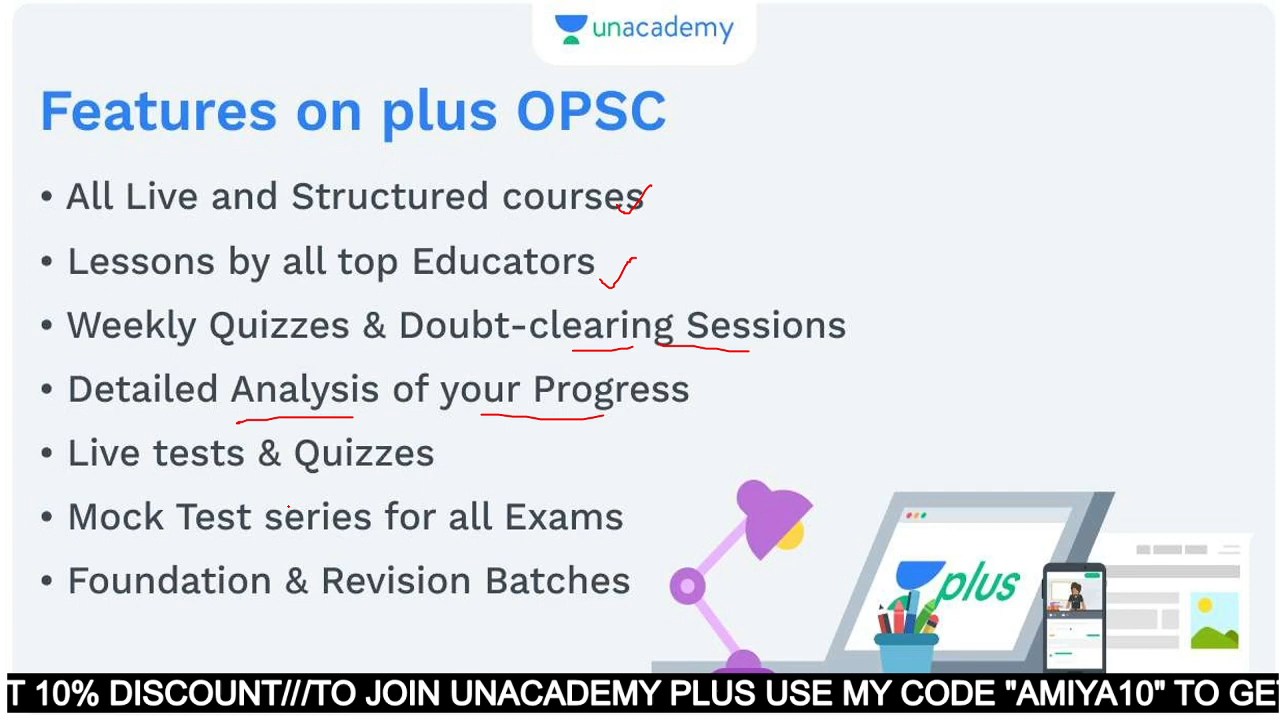 unacademy
Features on plus OPSC
• All Live and Structured courses
• Lessons by all top Educators
• Weekly Quizzes & Doubt-clearing Sessions
• Detailed Analysis of your Progress
• Live tests & Quizzes
• Mock Test series for all Exams
• Foundation & Revision Batches
plus
T 10% DISCOUNT///TO JOIN UNACADEMY PLUS USE MY CODE "AMIYA10" TO GE